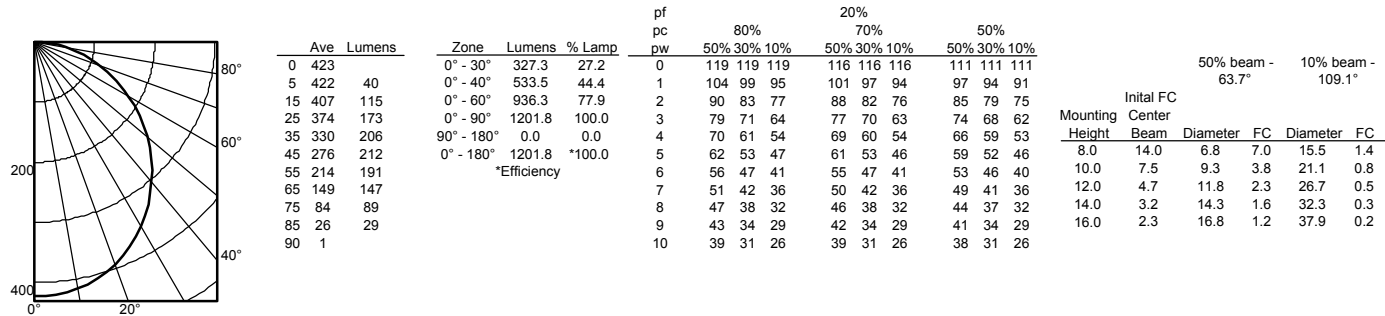 80°
60°
40°
200
400
0° 20°
Ave Lumens
0 423
5 422 40
15 407 115
25 374 173
35 330 206
45 276 212
55 214 191
65 149 147
75 84 89
85 26 29
90 1
Zone Lumens % Lamp
0° - 30° 327.3 27.2
0° - 40° 533.5 44.4
0° - 60° 936.3 77.9
0° - 90° 1201.8 100.0
90° - 180° 0.0 0.0
0° - 180° 1201.8 *100.0
*Efficiency
pf 20%
pc 80% 70% 50%
pw 50% 30% 10% 50% 30% 10% 50% 30% 10%
0 119 119 119 116 116 116 111 111 111
1 104 99 95 101 97 94 97 94 91
2 90 83 77 88 82 76 85 79 75
3 79 71 64 77 70 63 74 68 62
4 70 61 54 69 60 54 66 59 53
5 62 53 47 61 53 46 59 52 46
6 56 47 41 55 47 41 53 46 40
7 51 42 36 50 42 36 49 41 36
8 47 38 32 46 38 32 44 37 32
9 43 34 29 42 34 29 41 34 29
10 39 31 26 39 31 26 38 31 26
50% beam - 10% beam -
63.7° 109.1°
Inital FC
Mounting Center
Height Beam Diameter FC Diameter FC
8.0 14.0 6.8 7.0 15.5 1.4
10.0 7.5 9.3 3.8 21.1 0.8
12.0 4.7 11.8 2.3 26.7 0.5
14.0 3.2 14.3 1.6 32.3 0.3
16.0 2.3 16.8 1.2 37.9 0.2